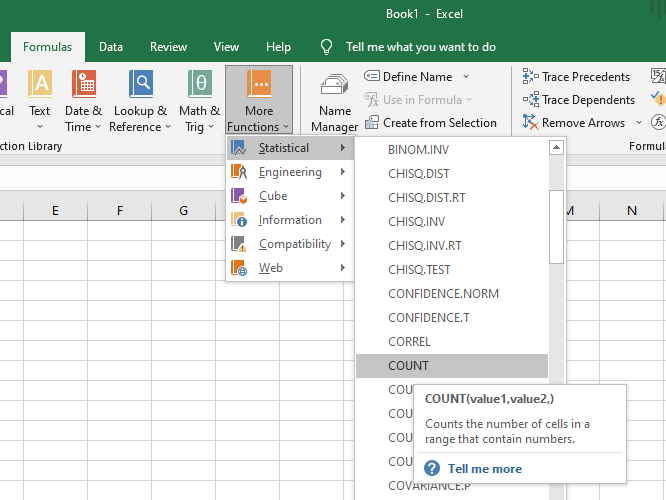 Book1 - Excel
Formulas Data Review View Help Tell me what you want to do
Text
Date & Time
Lookup & Reference
Math & Trig
More Functions
Name Manager
Define Name
Use in Formula
Create from Selection
Trace Precedents
Trace Dependents
Remove Arrows
Statistical
Engineering
Cube
Information
Compatibility
Web
E F G N
BINOM.INV
CHISQ.DIST
CHISQ.DIST.RT
CHISQ.INV
CHISQ.INV.RT
CHISQ.TEST
CONFIDENCE.NORM
CONFIDENCE.T
CORREL
COUNT
COU
COU
COU
COU
COVARIANCE.P
COUNT(value1,value2,)
Counts the number of cells in a
range that contain numbers.
? Tell me more